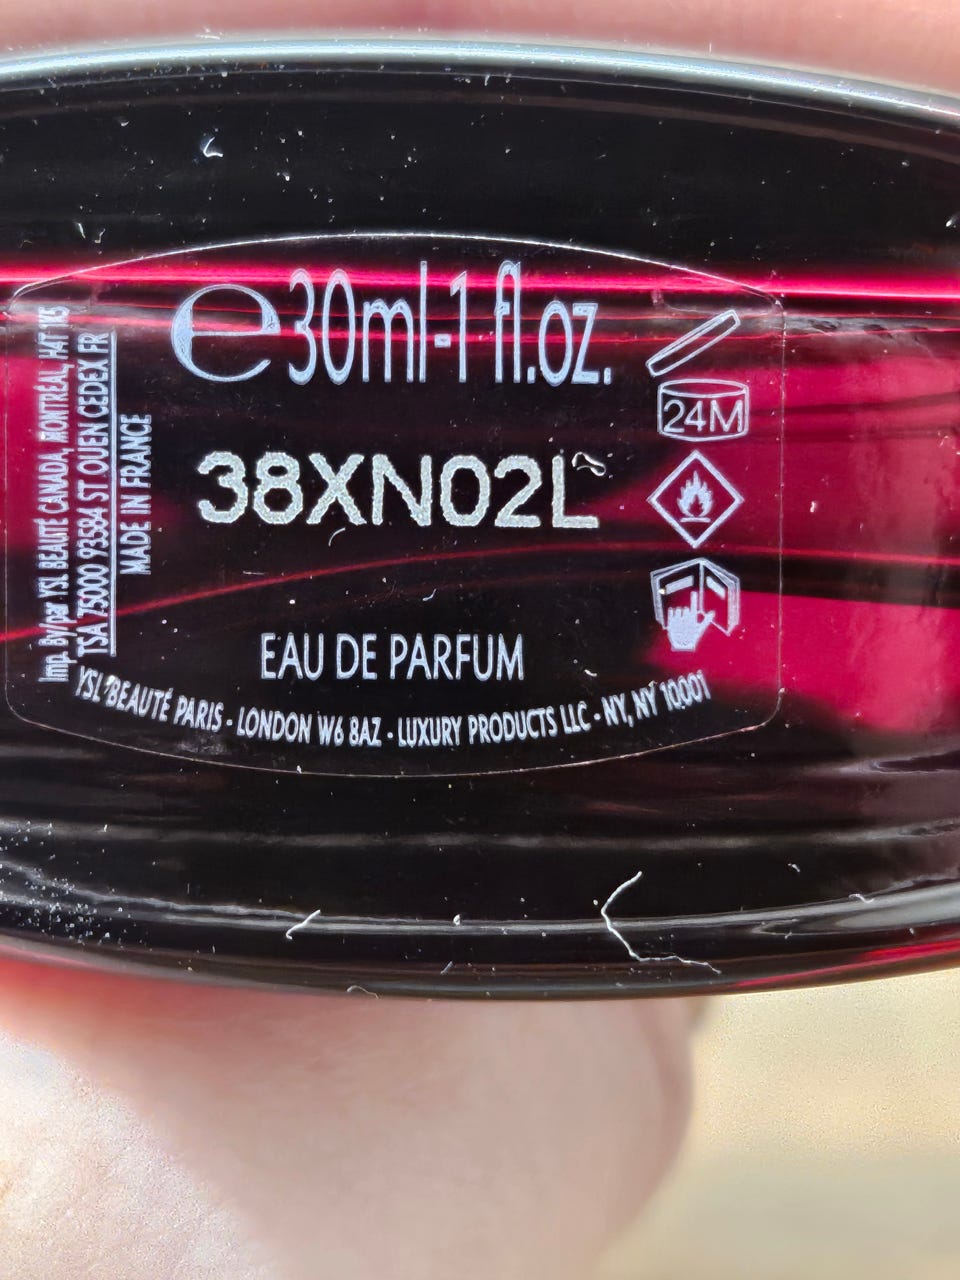 e 30ml-1 fl.oz.
24M
38XN02L
EAU DE PARFUM
YSL BEAUTÉ PARIS - LONDON W6 8AZ - LUXURY PRODUCTS LLC - NY, NY 10001
Imp. By/par YSL BEAUTÉ CANADA, MONTRÉAL, H4T 1T5
TSA 75000 93584 ST OUEN CEDEX FR
MADE IN FRANCE